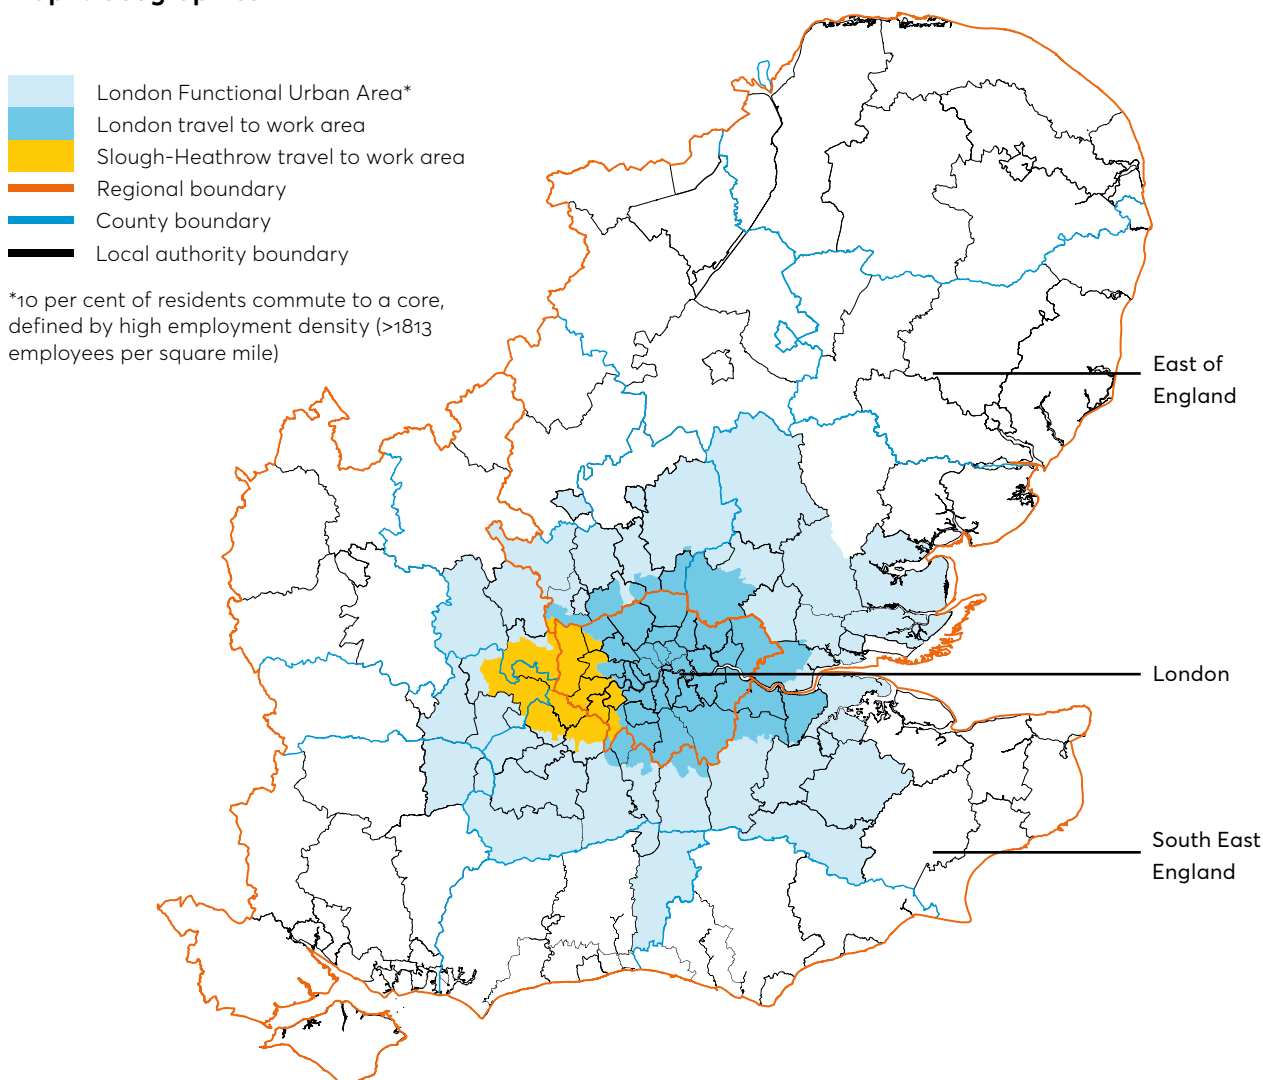 London Functional Urban Area*
London travel to work area
Slough-Heathrow travel to work area
Regional boundary
County boundary
Local authority boundary
*10 per cent of residents commute to a core,
defined by high employment density (>1813
employees per square mile)
East of
England
London
South East
England